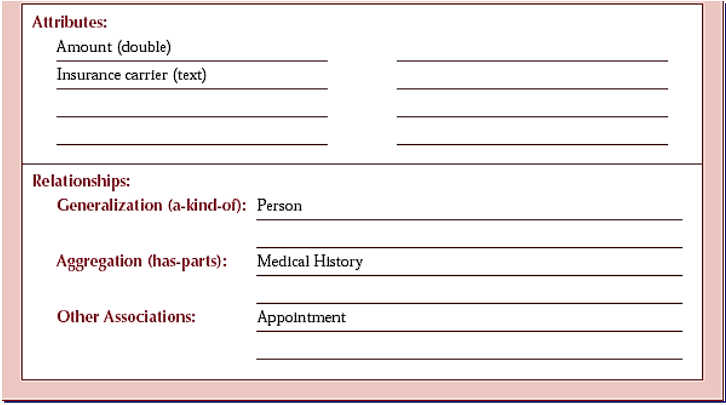 Attributes:
Amount (double)
Insurance carrier (text)
Relationships:
Generalization (a-kind-of): Person
Aggregation (has-parts): Medical History
Other Associations: Appointment